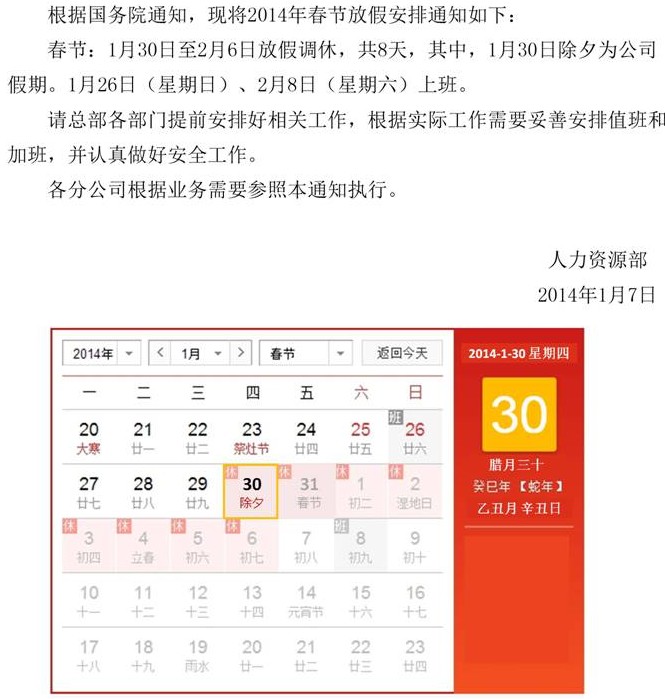 根据国务院通知，现将2014年春节放假安排通知如下：
春节：1月30日至2月6日放假调休，共8天，其中，1月30日除夕为公司
假期。1月26日（星期日）、2月8日（星期六）上班。
请总部各部门提前安排好相关工作，根据实际工作需要妥善安排值班和
加班，并认真做好安全工作。
各分公司根据业务需要参照本通知执行。
人力资源部
2014年1月7日
2014年 < 1月 > 春节 返回今天
一 二 三 四 五 六 日
班
20 21 22 23 24 25 26
大寒 廿一 廿二 祭灶节 廿四 廿五 廿六
休 休 休 休
27 28 29 30 31 1 2
廿七 廿八 廿九 除夕 春节 初二 湿地日
休 休 休 休 班
3 4 5 6 7 8 9
初四 立春 初六 初七 初八 初九 初十
10 11 12 13 14 15 16
十一 十二 十三 十四 元宵节 十六 十七
17 18 19 20 21 22 23
十八 十九 雨水 廿一 廿二 廿三 廿四
2014-1-30 星期四
30
腊月三十
癸巳年【蛇年】
乙丑月 辛丑日